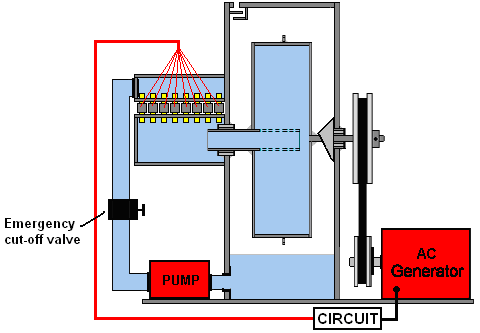 Emergency
cut-off valve
PUMP
AC
Generator
CIRCUIT